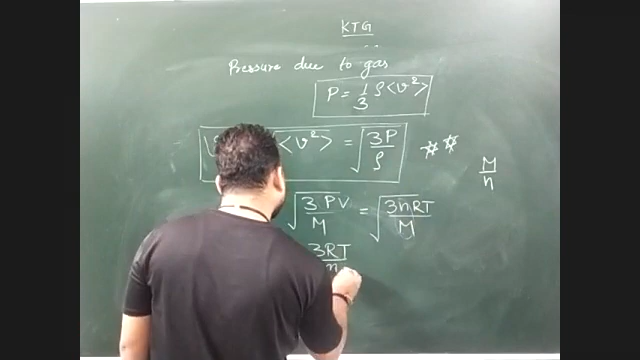 KTG
Pressure due to gas
P = 1/3 ρ<v²>
<v²> = √(3P/ρ) **
M/n
√(3PV/M) = √(3nRT/M)
3RT